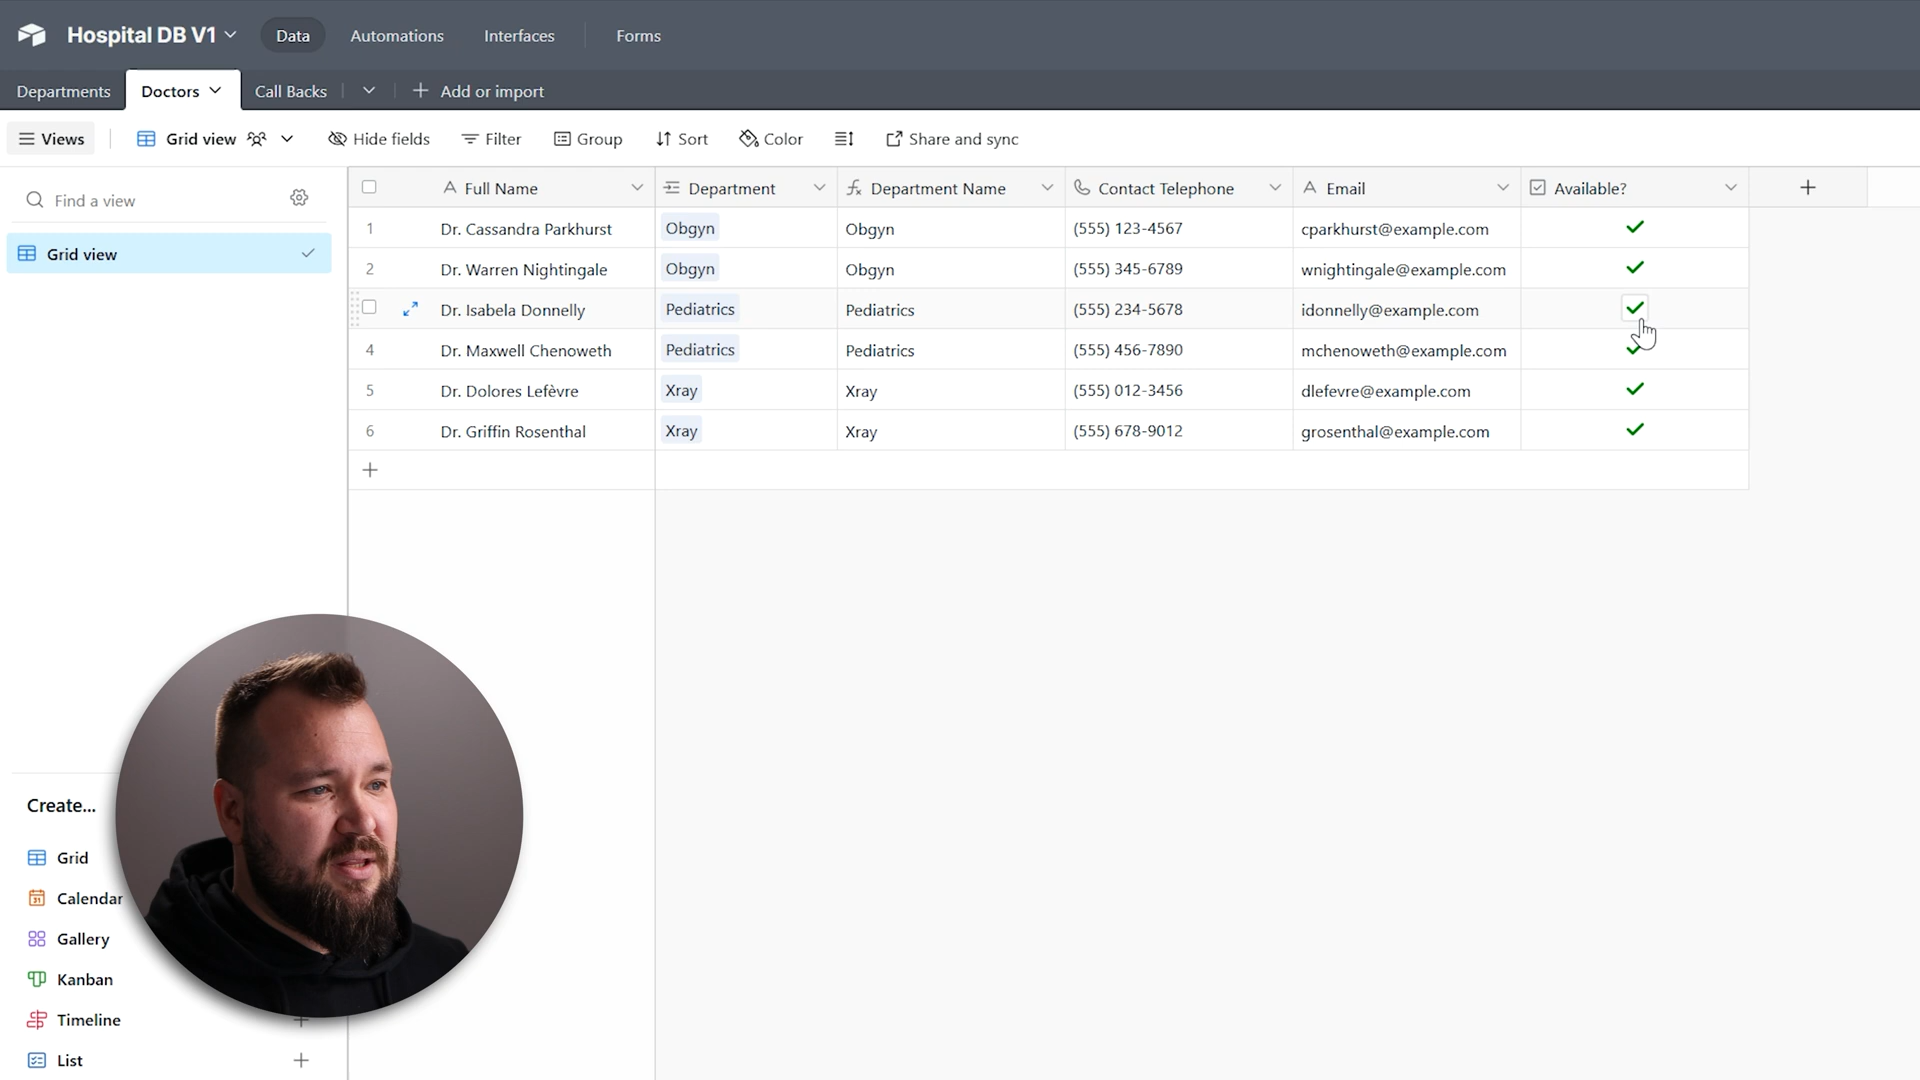 Hospital DB V1 Data Automations Interfaces Forms
Departments Doctors Call Backs + Add or import
Views Grid view Hide fields Filter Group Sort Color Share and sync
Find a view
Grid view
Full Name Department Department Name Contact Telephone Email Available? +
1 Dr. Cassandra Parkhurst Obgyn Obgyn (555) 123-4567 cparkhurst@example.com
2 Dr. Warren Nightingale Obgyn Obgyn (555) 345-6789 wnightingale@example.com
Dr. Isabela Donnelly Pediatrics Pediatrics (555) 234-5678 idonnelly@example.com
4 Dr. Maxwell Chenoweth Pediatrics Pediatrics (555) 456-7890 mchenoweth@example.com
5 Dr. Dolores Lefèvre Xray Xray (555) 012-3456 dlefevre@example.com
6 Dr. Griffin Rosenthal Xray Xray (555) 678-9012 grosenthal@example.com
+
Create...
Grid
Calendar
Gallery
Kanban
Timeline +
List +